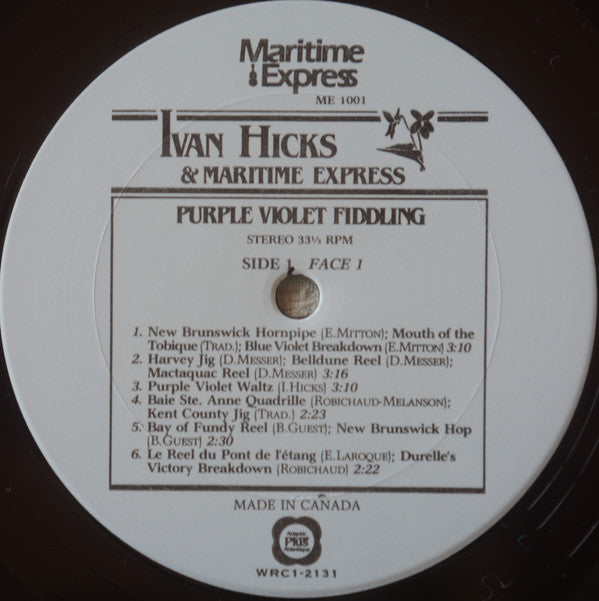 Maritime
Express
ME 1001
IVAN HICKS
& MARITIME EXPRESS
PURPLE VIOLET FIDDLING
STEREO 33⅓ RPM
SIDE 1 FACE 1
1. New Brunswick Hornpipe (E.MITTON); Mouth of the
Tobique (TRAD.); Blue Violet Breakdown (E.MITTON) 3:10
2. Harvey Jig (D.MESSER); Belldune Reel (D.MESSER);
Mactaquac Reel (D.MESSER) 3:16
3. Purple Violet Waltz (I.HICKS) 3:10
4. Baie Ste. Anne Quadrille (ROBICHAUD-MELANSON);
Kent County Jig (TRAD.) 2:23
5. Bay of Fundy Reel (B.GUEST); New Brunswick Hop
(B.GUEST) 2:30
6. Le Reel du Pont de l'étang (E.LAROQUE); Durelle's
Victory Breakdown (ROBICHAUD) 2:22
MADE IN CANADA
Atlantic
Atlantique
WRC1-2131